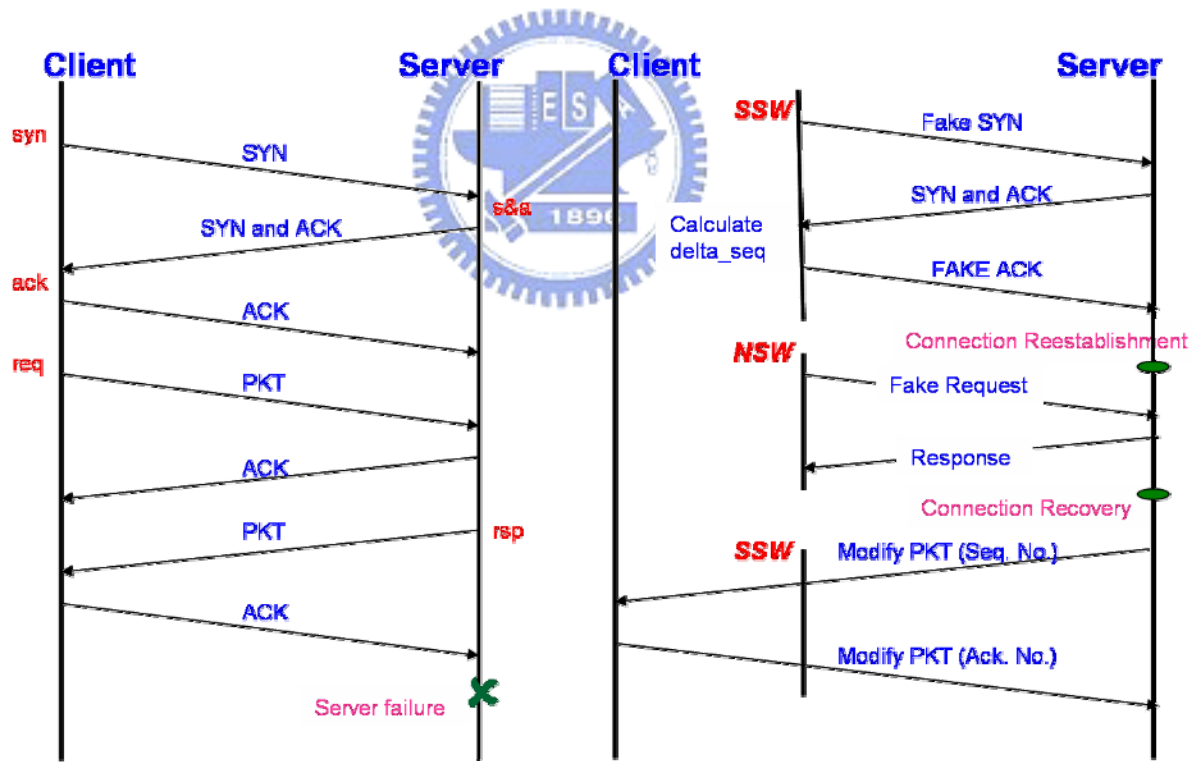 Client
Server
Client
Server
syn
SYN
s&a
SYN and ACK
ack
ACK
req
PKT
ACK
PKT
rsp
ACK
Server failure
E S A
1896
SSW
Fake SYN
SYN and ACK
Calculate
delta_seq
FAKE ACK
Connection Reestablishment
NSW
Fake Request
Response
Connection Recovery
SSW
Modify PKT (Seq. No.)
Modify PKT (Ack. No.)